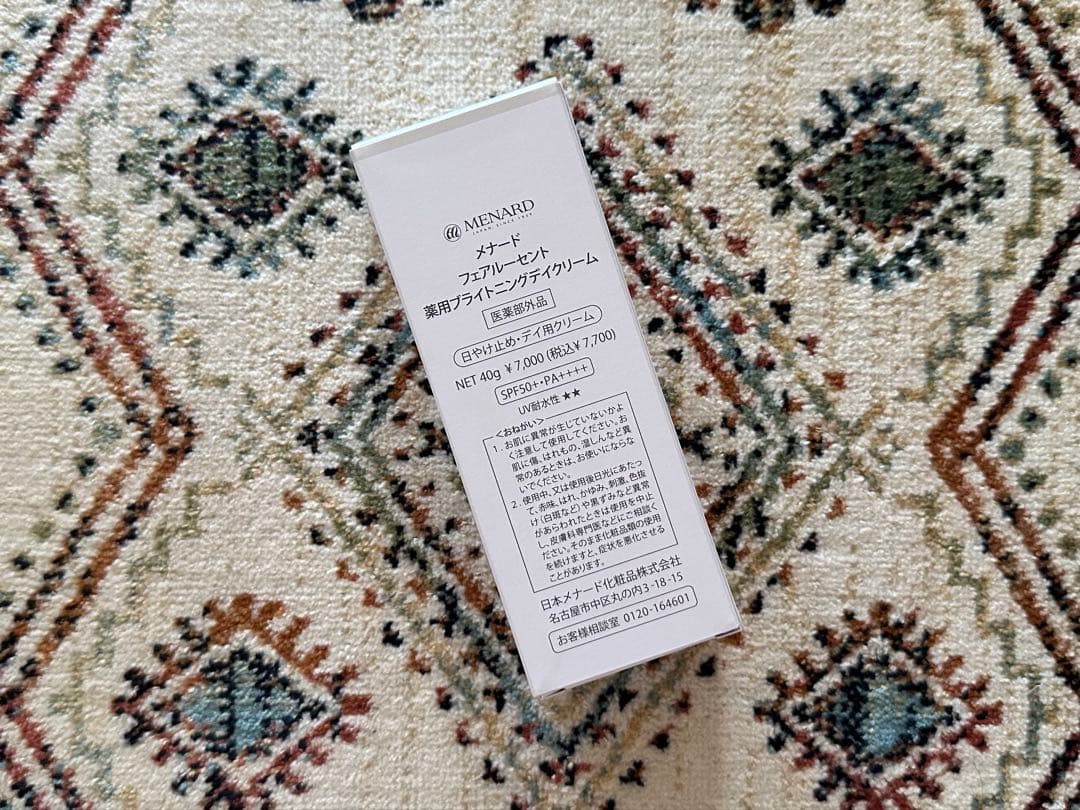 MENARD
JAPAN, SINCE 1959
メナード
フェアルーセント
薬用ブライトニングデイクリーム
医薬部外品
日やけ止め・デイ用クリーム
NET 40g ￥7,000（税込￥7,700）
SPF50+・PA++++
UV耐水性 ★★
＜おねがい＞
1．お肌に異常が生じていないかよ
く注意して使用してください。お
肌に傷、はれもの、湿しんなど異
常のあるときは、お使いにならな
いでください。
2．使用中、又は使用後日光にあたっ
て、赤味、はれ、かゆみ、刺激、色抜
け（白斑など）や黒ずみなど異常
があらわれたときは使用を中止
し、皮膚科専門医などにご相談く
ださい。そのまま化粧品類の使用
を続けますと、症状を悪化させる
ことがあります。
日本メナード化粧品株式会社
名古屋市中区丸の内3-18-15
お客様相談室 0120-164601